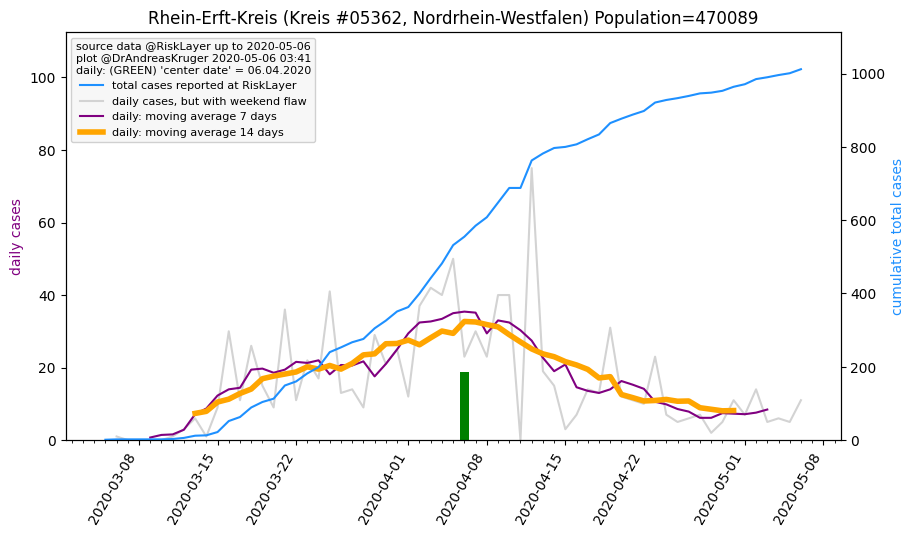 Rhein-Erft-Kreis (Kreis #05362, Nordrhein-Westfalen) Population=470089
source data @RiskLayer up to 2020-05-06
plot @DrAndreasKruger 2020-05-06 03:41
daily: (GREEN) 'center date' = 06.04.2020
total cases reported at RiskLayer
daily cases, but with weekend flaw
daily: moving average 7 days
daily: moving average 14 days
daily cases
100
80
60
40
20
0
cumulative total cases
1000
800
600
400
200
0
2020-03-08
2020-03-15
2020-03-22
2020-04-01
2020-04-08
2020-04-15
2020-04-22
2020-05-01
2020-05-08